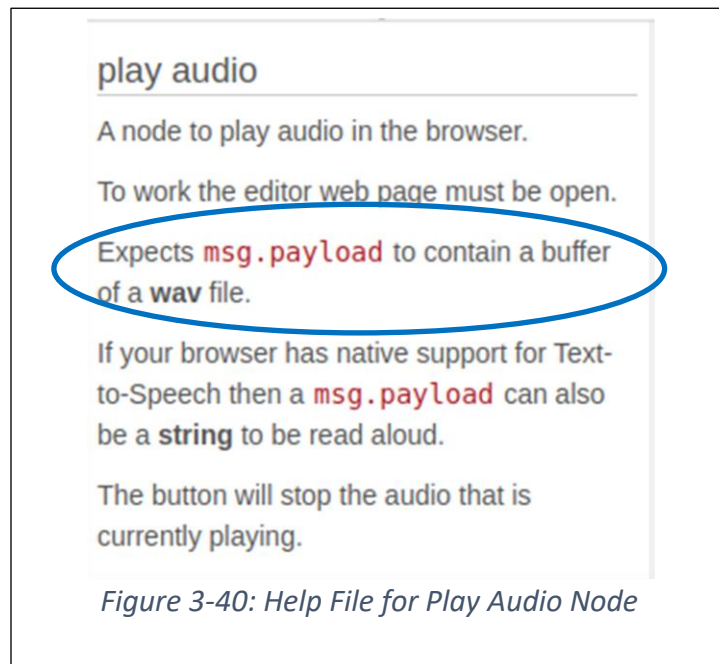 play audio
A node to play audio in the browser.
To work the editor web page must be open.
Expects msg.payload to contain a buffer
of a wav file.
If your browser has native support for Text-
to-Speech then a msg.payload can also
be a string to be read aloud.
The button will stop the audio that is
currently playing.
Figure 3-40: Help File for Play Audio Node